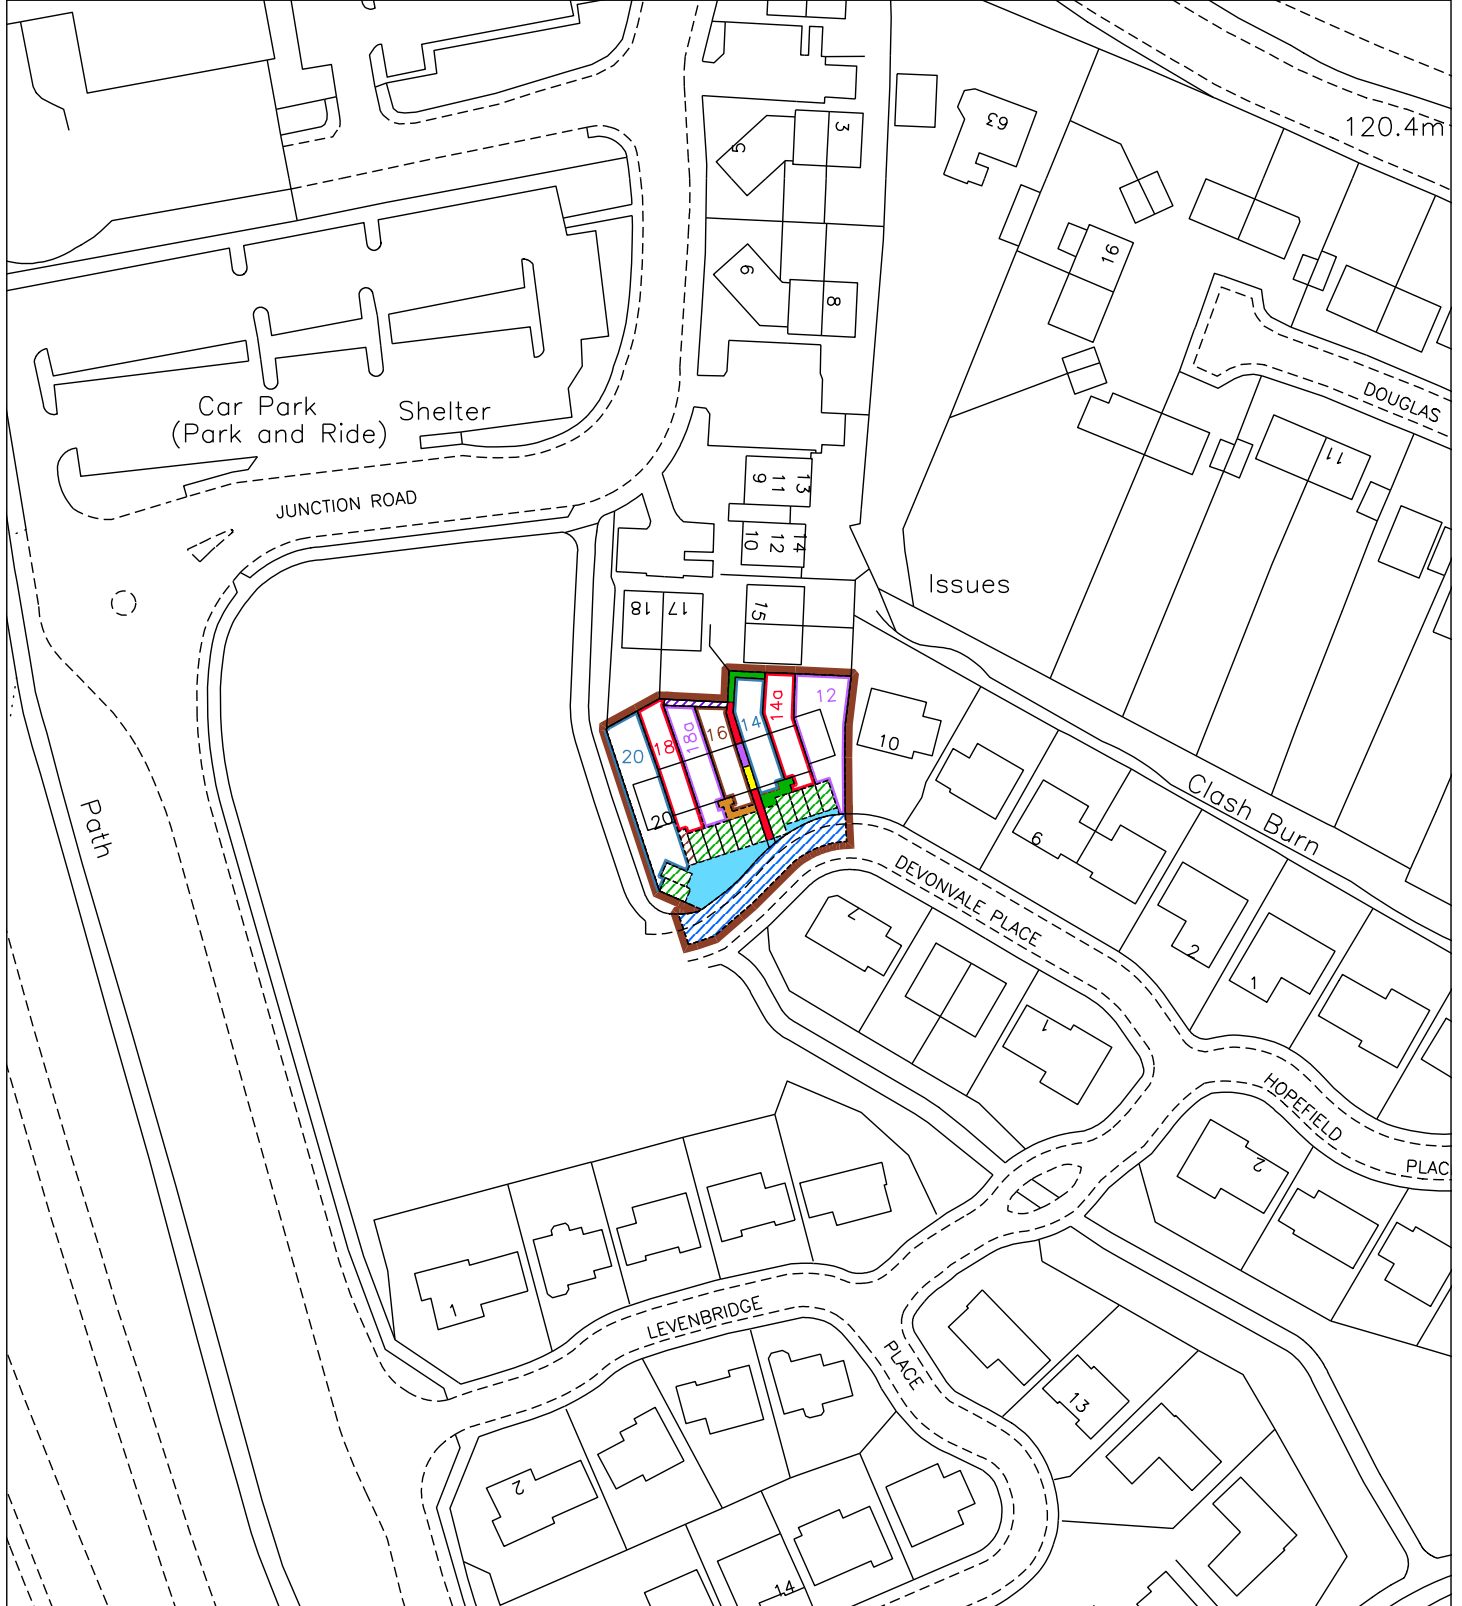 120.4m
3
5
63
6
8
16
DOUGLAS
11
Car Park
(Park and Ride)
Shelter
JUNCTION ROAD
9
11
13
10
12
14
Issues
18
17
15
12
14a
14
16
18a
18
20
20
10
Path
Clash Burn
6
DEVONVALE PLACE
7
2
1
1
HOPEFIELD
PLAC
2
1
LEVENBRIDGE
PLACE
13
2
14